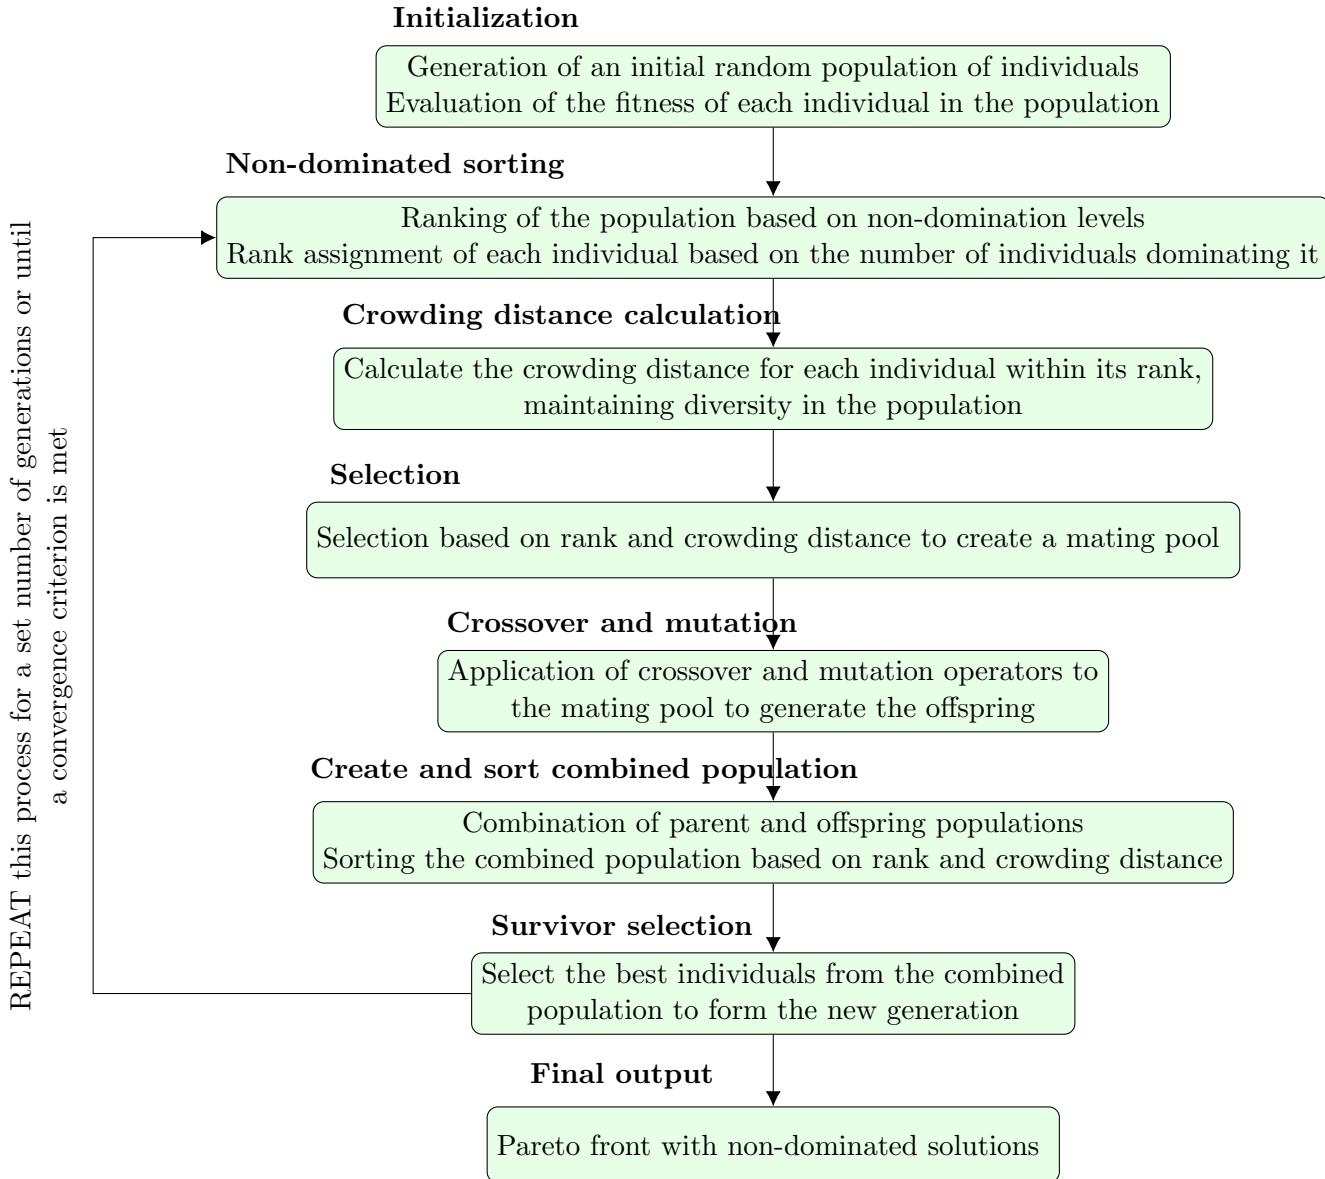 Initialization
Generation of an initial random population of individuals
Evaluation of the fitness of each individual in the population
Non-dominated sorting
Ranking of the population based on non-domination levels
Rank assignment of each individual based on the number of individuals dominating it
Crowding distance calculation
Calculate the crowding distance for each individual within its rank,
maintaining diversity in the population
Selection
Selection based on rank and crowding distance to create a mating pool
Crossover and mutation
Application of crossover and mutation operators to
the mating pool to generate the offspring
Create and sort combined population
Combination of parent and offspring populations
Sorting the combined population based on rank and crowding distance
Survivor selection
Select the best individuals from the combined
population to form the new generation
Final output
Pareto front with non-dominated solutions
REPEAT this process for a set number of generations or until
a convergence criterion is met